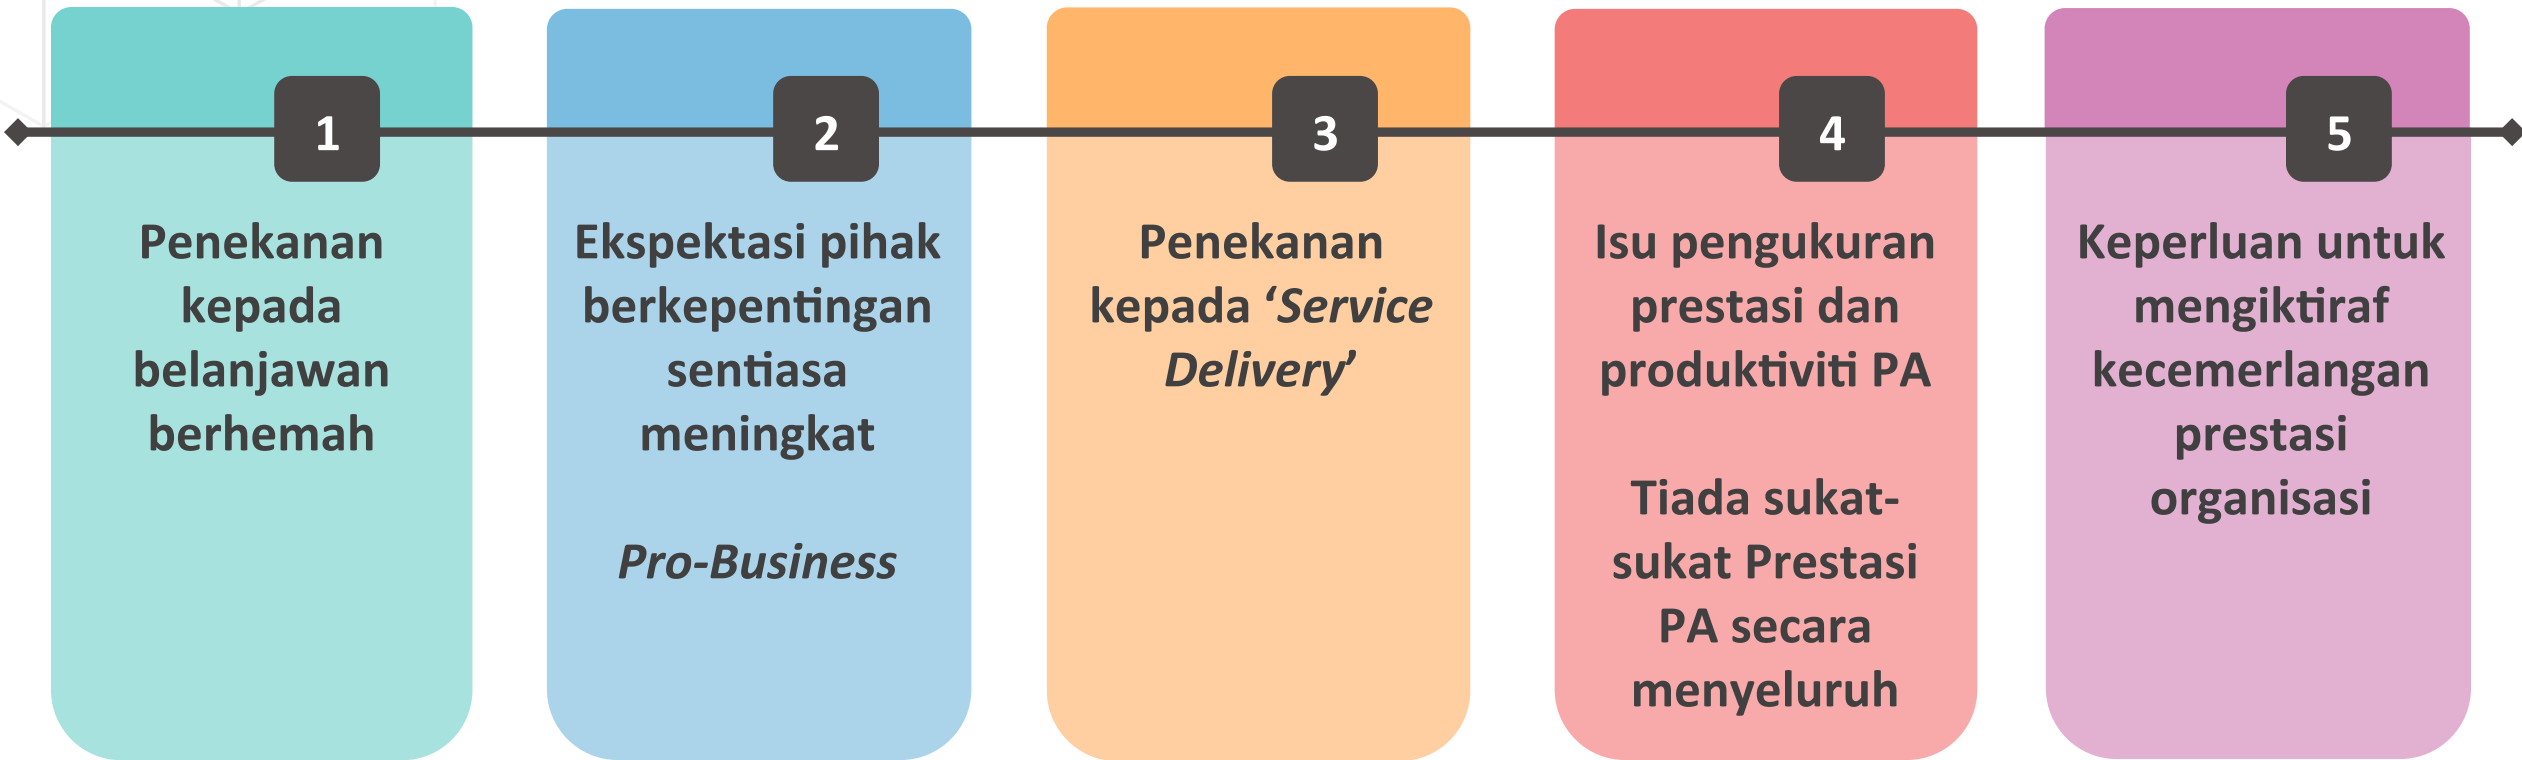 1
Penekanan
kepada
belanjawan
berhemah
2
Ekspektasi pihak
berkepentingan
sentiasa
meningkat
Pro-Business
3
Penekanan
kepada ‘Service
Delivery’
4
Isu pengukuran
prestasi dan
produktiviti PA
Tiada sukat-
sukat Prestasi
PA secara
menyeluruh
5
Keperluan untuk
mengiktiraf
kecemerlangan
prestasi
organisasi